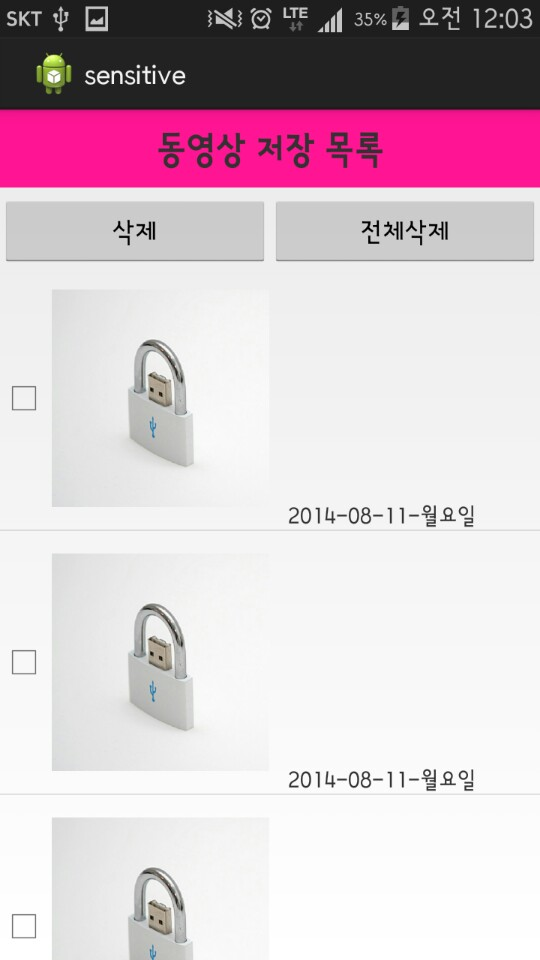 SKT LTE 35% 오전 12:03
sensitive
동영상 저장 목록
삭제 전체삭제
2014-08-11-월요일
2014-08-11-월요일